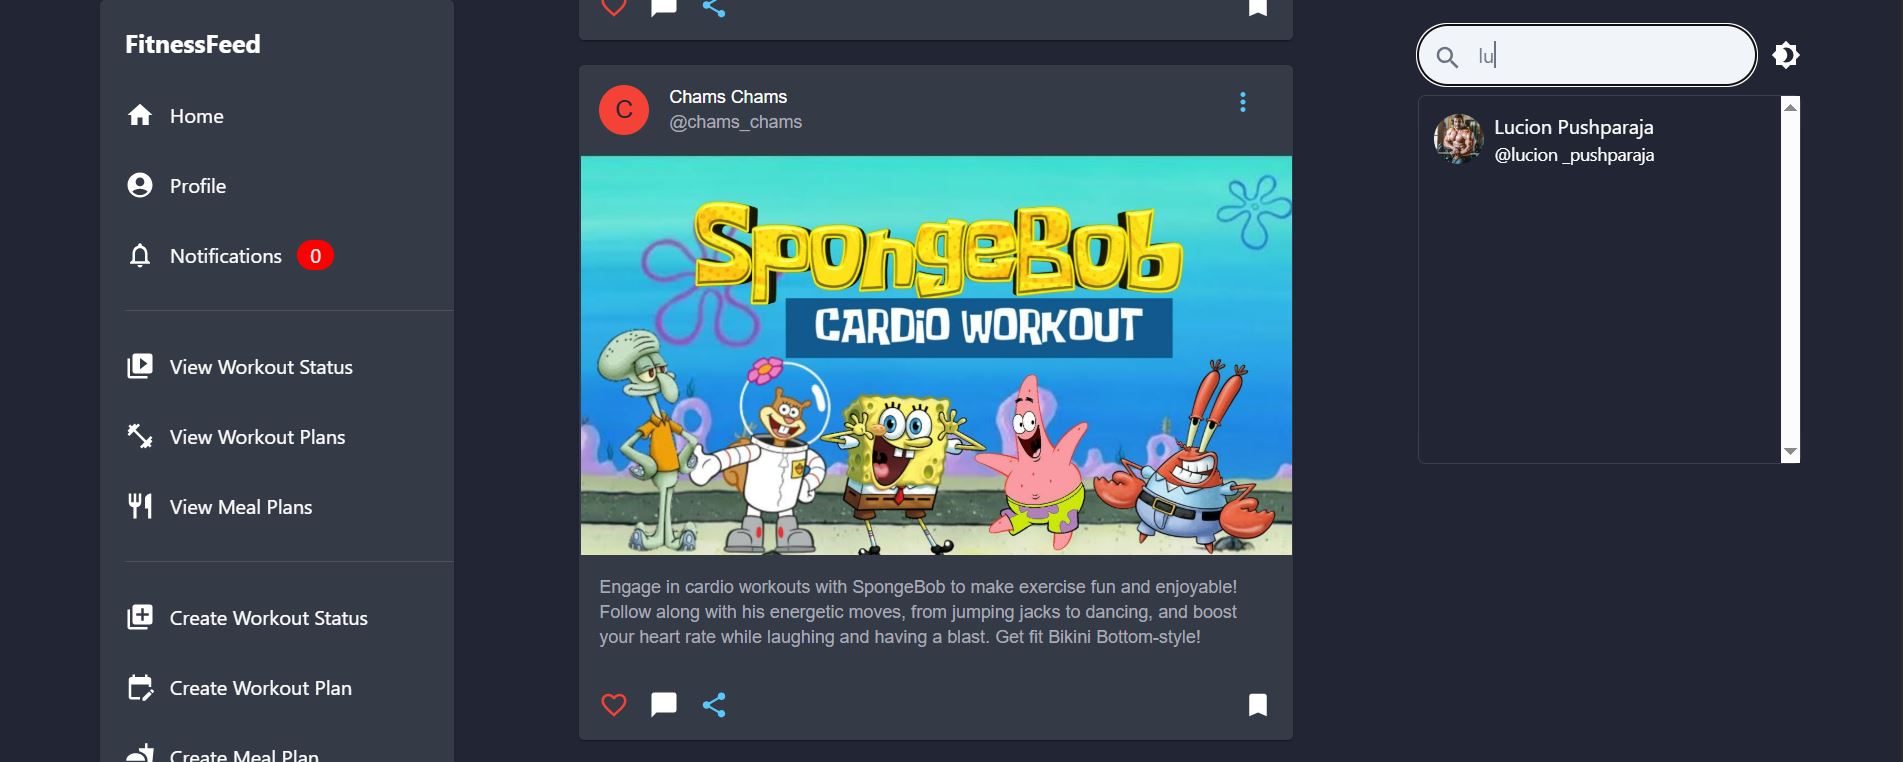 FitnessFeed
Home
Profile
Notifications 0
View Workout Status
View Workout Plans
View Meal Plans
Create Workout Status
Create Workout Plan
Create Meal Plan
C
Chams Chams
@chams_chams
SpongeBob
CARDIO WORKOUT
Engage in cardio workouts with SpongeBob to make exercise fun and enjoyable!
Follow along with his energetic moves, from jumping jacks to dancing, and boost
your heart rate while laughing and having a blast. Get fit Bikini Bottom-style!
lu
Lucion Pushparaja
@lucion _pushparaja